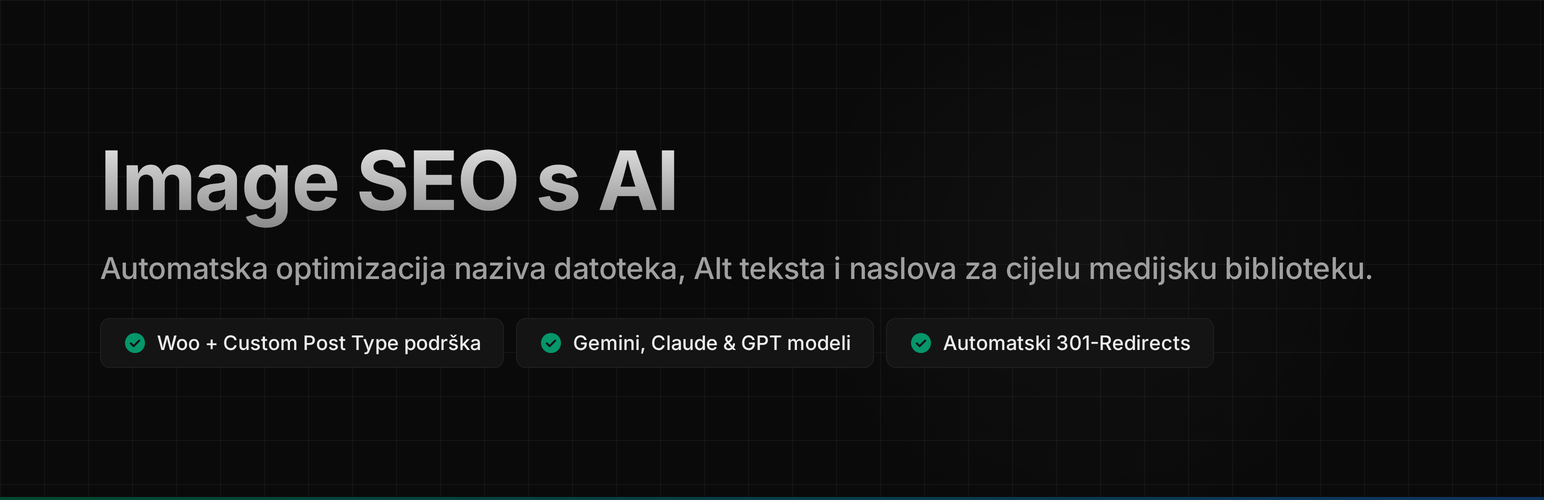 Image SEO s AI
Automatska optimizacija naziva datoteka, Alt teksta i naslova za cijelu medijsku biblioteku.
Woo + Custom Post Type podrška
Gemini, Claude & GPT modeli
Automatski 301-Redirects